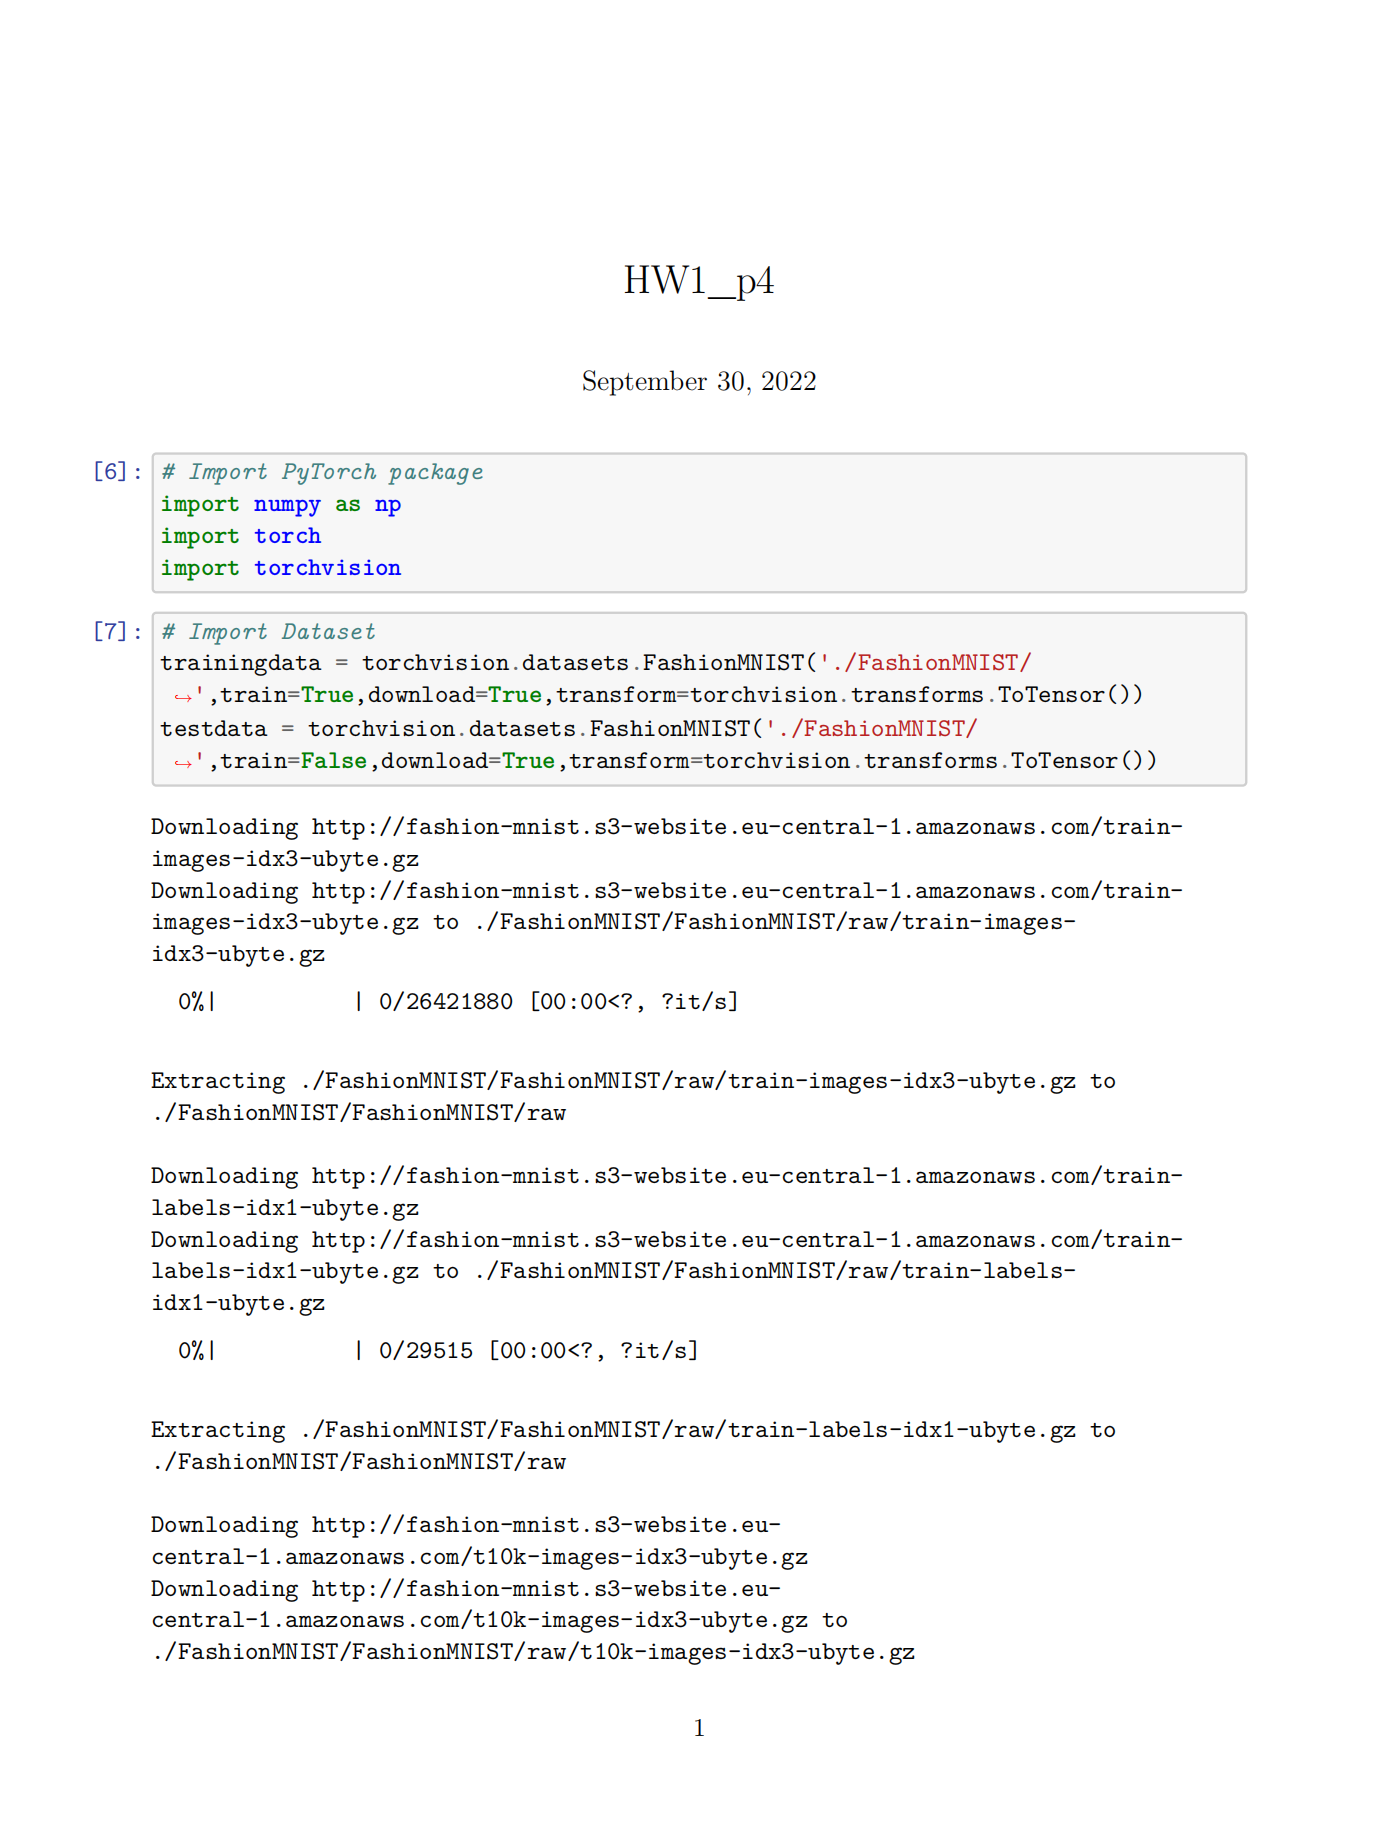 HW1_p4
September 30, 2022
[6]: # Import PyTorch package
import numpy as np
import torch
import torchvision
[7]: # Import Dataset
trainingdata = torchvision.datasets.FashionMNIST('./FashionMNIST/
↪',train=True,download=True,transform=torchvision.transforms.ToTensor())
testdata = torchvision.datasets.FashionMNIST('./FashionMNIST/
↪',train=False,download=True,transform=torchvision.transforms.ToTensor())
Downloading http://fashion-mnist.s3-website.eu-central-1.amazonaws.com/train-
images-idx3-ubyte.gz
Downloading http://fashion-mnist.s3-website.eu-central-1.amazonaws.com/train-
images-idx3-ubyte.gz to ./FashionMNIST/FashionMNIST/raw/train-images-
idx3-ubyte.gz
0%|          | 0/26421880 [00:00<?, ?it/s]
Extracting ./FashionMNIST/FashionMNIST/raw/train-images-idx3-ubyte.gz to
./FashionMNIST/FashionMNIST/raw
Downloading http://fashion-mnist.s3-website.eu-central-1.amazonaws.com/train-
labels-idx1-ubyte.gz
Downloading http://fashion-mnist.s3-website.eu-central-1.amazonaws.com/train-
labels-idx1-ubyte.gz to ./FashionMNIST/FashionMNIST/raw/train-labels-
idx1-ubyte.gz
0%|          | 0/29515 [00:00<?, ?it/s]
Extracting ./FashionMNIST/FashionMNIST/raw/train-labels-idx1-ubyte.gz to
./FashionMNIST/FashionMNIST/raw
Downloading http://fashion-mnist.s3-website.eu-
central-1.amazonaws.com/t10k-images-idx3-ubyte.gz
Downloading http://fashion-mnist.s3-website.eu-
central-1.amazonaws.com/t10k-images-idx3-ubyte.gz to
./FashionMNIST/FashionMNIST/raw/t10k-images-idx3-ubyte.gz
1